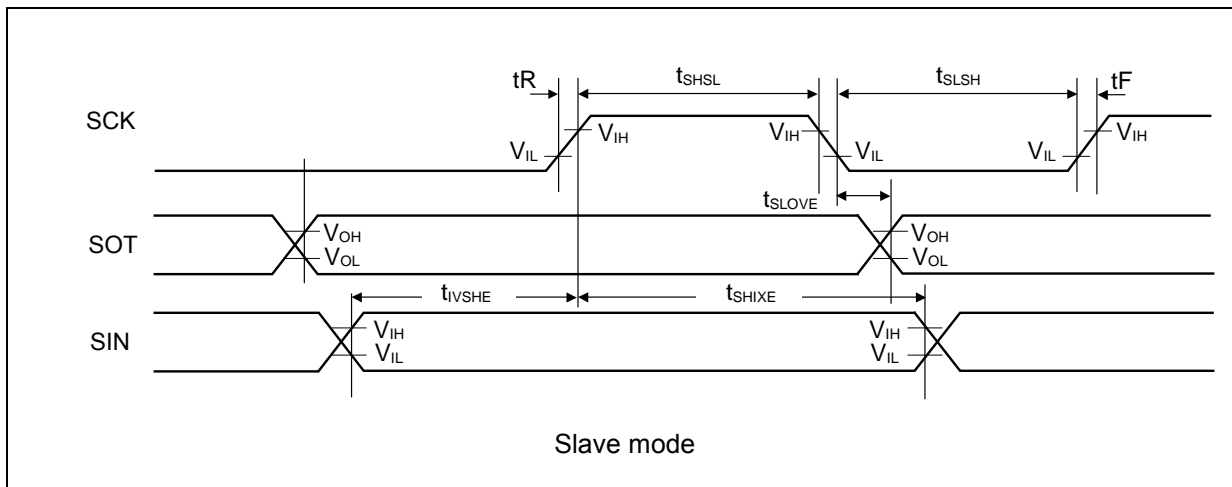 tR tSHSL tSLSH tF
SCK
VIH VIH VIH
VIL VIL VIL
tSLOVE
SOT
VOH VOH
VOL VOL
tIVSHE tSHIXE
SIN
VIH VIH
VIL VIL
Slave mode